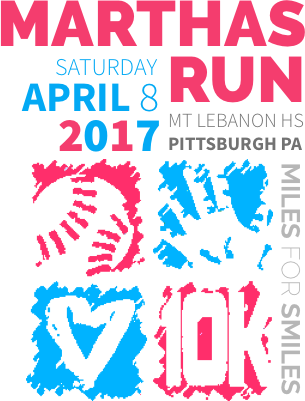 MARTHAS
RUN
SATURDAY
APRIL 8
2017
MT LEBANON HS
PITTSBURGH PA
MILES FOR SMILES
10K